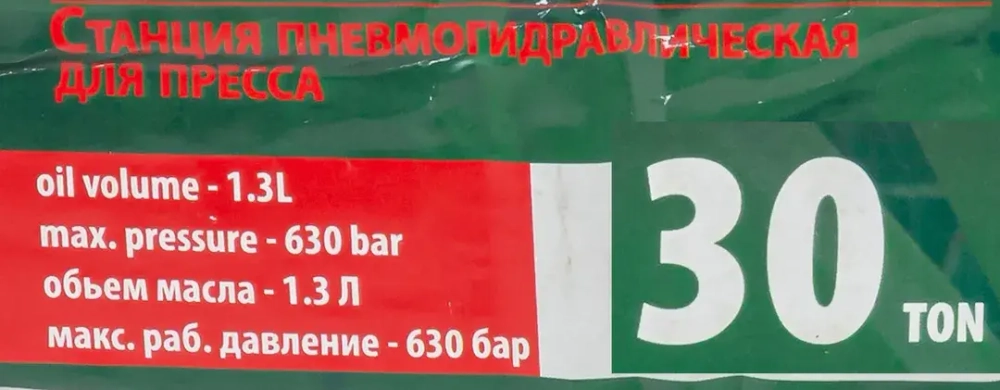 Станция пневмогидравлическая
для пресса
oil volume - 1.3L
max. pressure - 630 bar
обьем масла - 1.3 Л
макс. раб. давление - 630 бар
30 TON